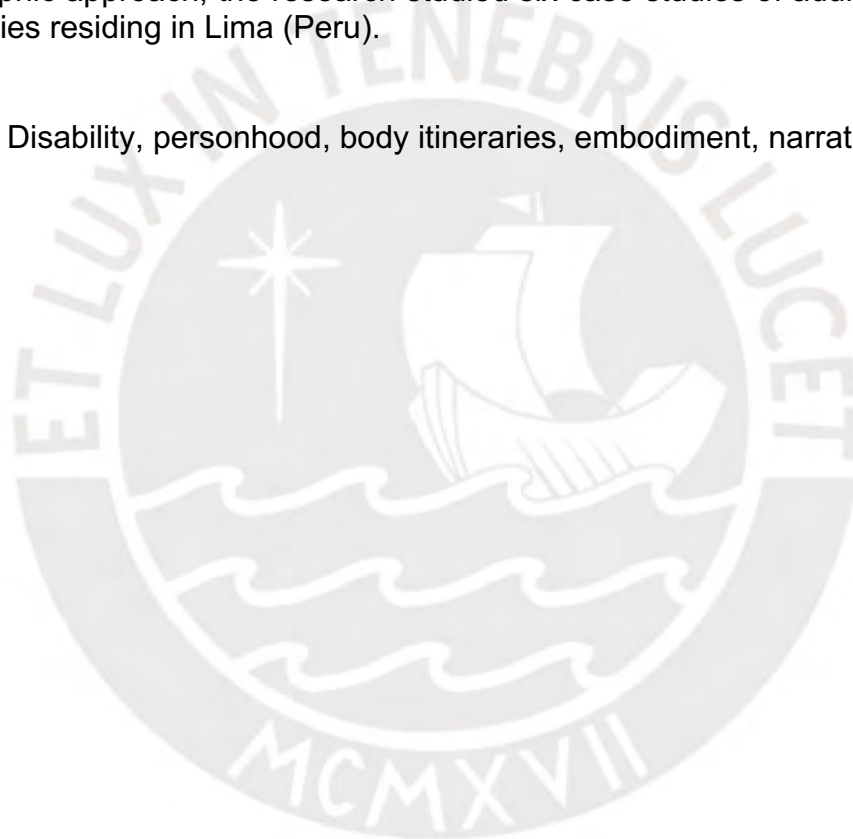 phic approach, the research studied six case studies of adul
ies residing in Lima (Peru).
Disability, personhood, body itineraries, embodiment, narrat
ET LUX IN TENEBRIS LUCET
MCMXVII